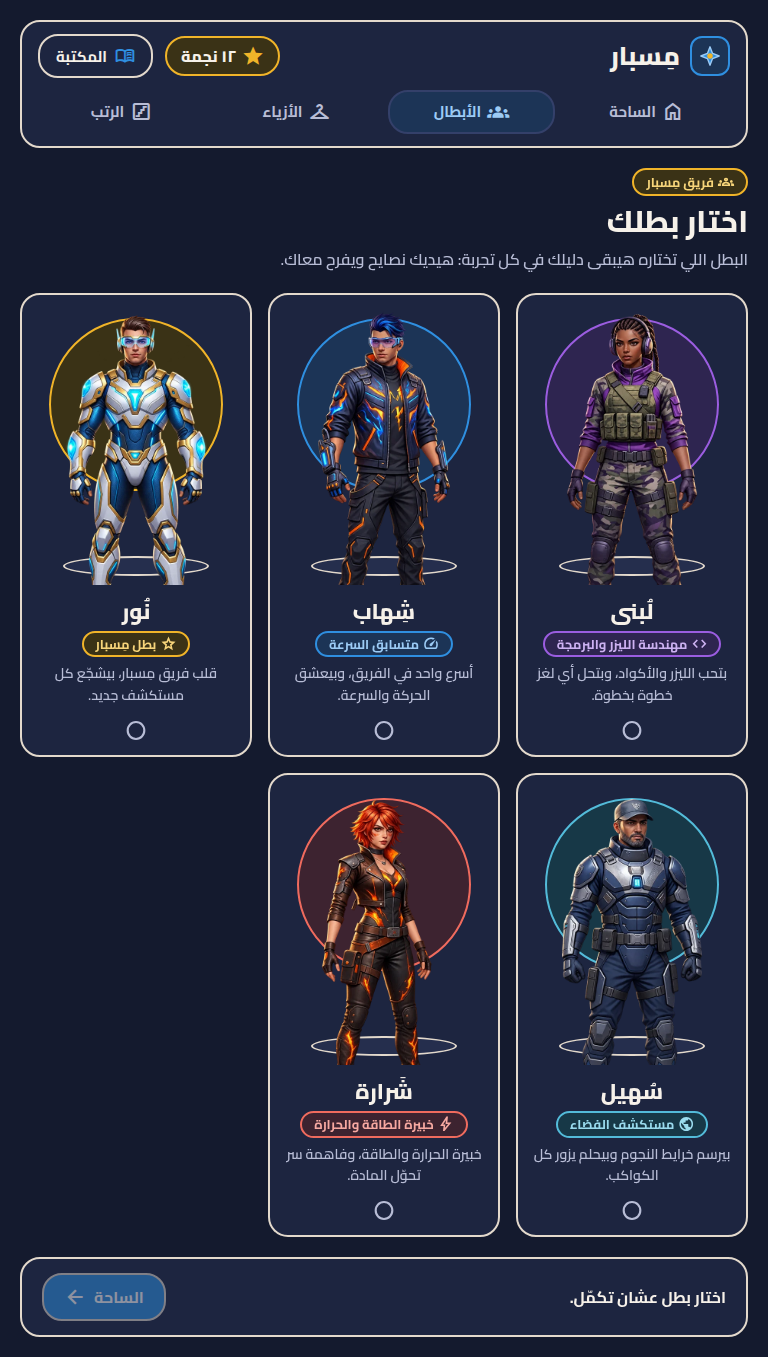 مِسبار
١٢ نجمة
المكتبة
الساحة
الأبطال
الأزياء
الرتب
فريق مِسبار
اختار بطلك
البطل اللي تختاره هيبقى دليلك في كل تجربة: هيديك نصايح ويفرح معاك.
لُبنى
مهندسة الليزر والبرمجة
بتحب الليزر والأكواد، وبتحل أي لغز
خطوة بخطوة.
شِهاب
متسابق السرعة
أسرع واحد في الفريق، وبيعشق
الحركة والسرعة.
نُور
بطل مِسبار
قلب فريق مِسبار، بيشجّع كل
مستكشف جديد.
سُهيل
مستكشف الفضاء
بيرسم خرايط النجوم وبيحلم يزور كل
الكواكب.
شَرارة
خبيرة الطاقة والحرارة
خبيرة الحرارة والطاقة، وفاهمة سر
تحوّل المادة.
اختار بطل عشان تكمّل.
الساحة